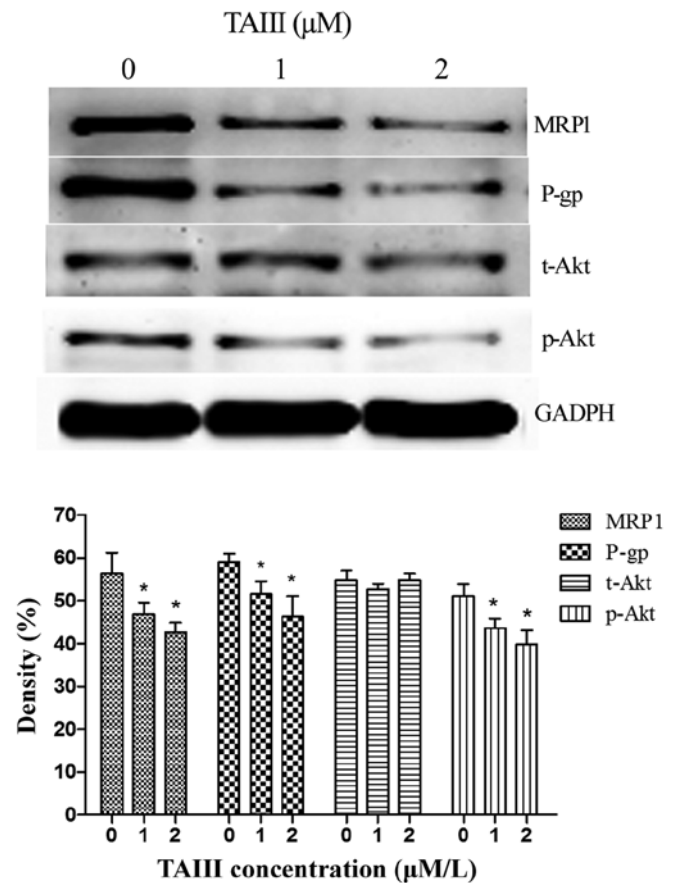 TAIII (μM)
0 1 2
MRPl
P-gp
t-Akt
p-Akt
GADPH
70
60
50
40
30
20
10
0
Density (%)
* * * * * *
0 1 2 0 1 2 0 1 2 0 1 2
TAIII concentration (μM/L)
MRP1
P-gp
t-Akt
p-Akt